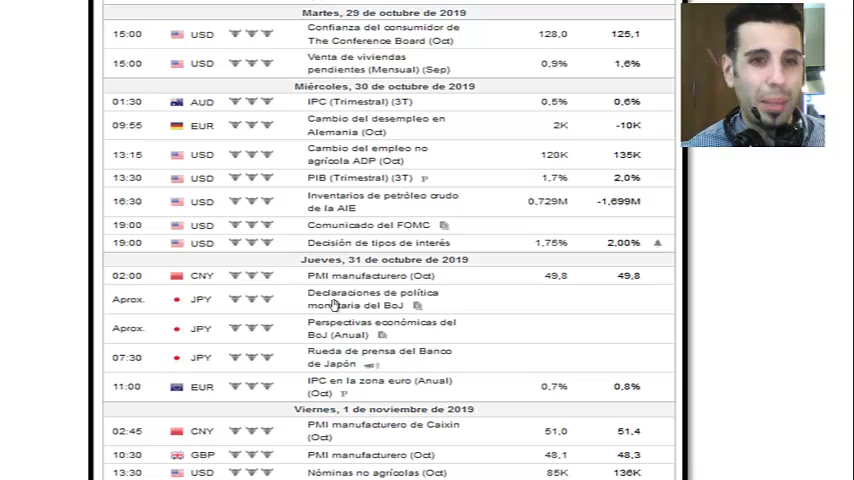 Martes, 29 de octubre de 2019
15:00 USD Confianza del consumidor de 128,0 125,1
The Conference Board (Oct)
15:00 USD Venta de viviendas 0,9% 1,6%
pendientes (Mensual) (Sep)
Miércoles, 30 de octubre de 2019
01:30 AUD IPC (Trimestral) (3T) 0,5% 0,6%
09:55 EUR Cambio del desempleo en 2K -10K
Alemania (Oct)
13:15 USD Cambio del empleo no 120K 135K
agrícola ADP (Oct)
13:30 USD PIB (Trimestral) (3T) P 1,7% 2,0%
16:30 USD Inventarios de petróleo crudo 0,729M -1,699M
de la AIE
19:00 USD Comunicado del FOMC
19:00 USD Decisión de tipos de interés 1,75% 2,00%
Jueves, 31 de octubre de 2019
02:00 CNY PMI manufacturero (Oct) 49,8 49,8
Aprox. JPY Declaraciones de política
monetaria del BoJ
Aprox. JPY Perspectivas económicas del
BoJ (Anual)
07:30 JPY Rueda de prensa del Banco
de Japón
11:00 EUR IPC en la zona euro (Anual) 0,7% 0,8%
(Oct) P
Viernes, 1 de noviembre de 2019
02:45 CNY PMI manufacturero de Caixin 51,0 51,4
(Oct)
10:30 GBP PMI manufacturero (Oct) 48,1 48,3
13:30 USD Nóminas no agrícolas (Oct) 85K 136K